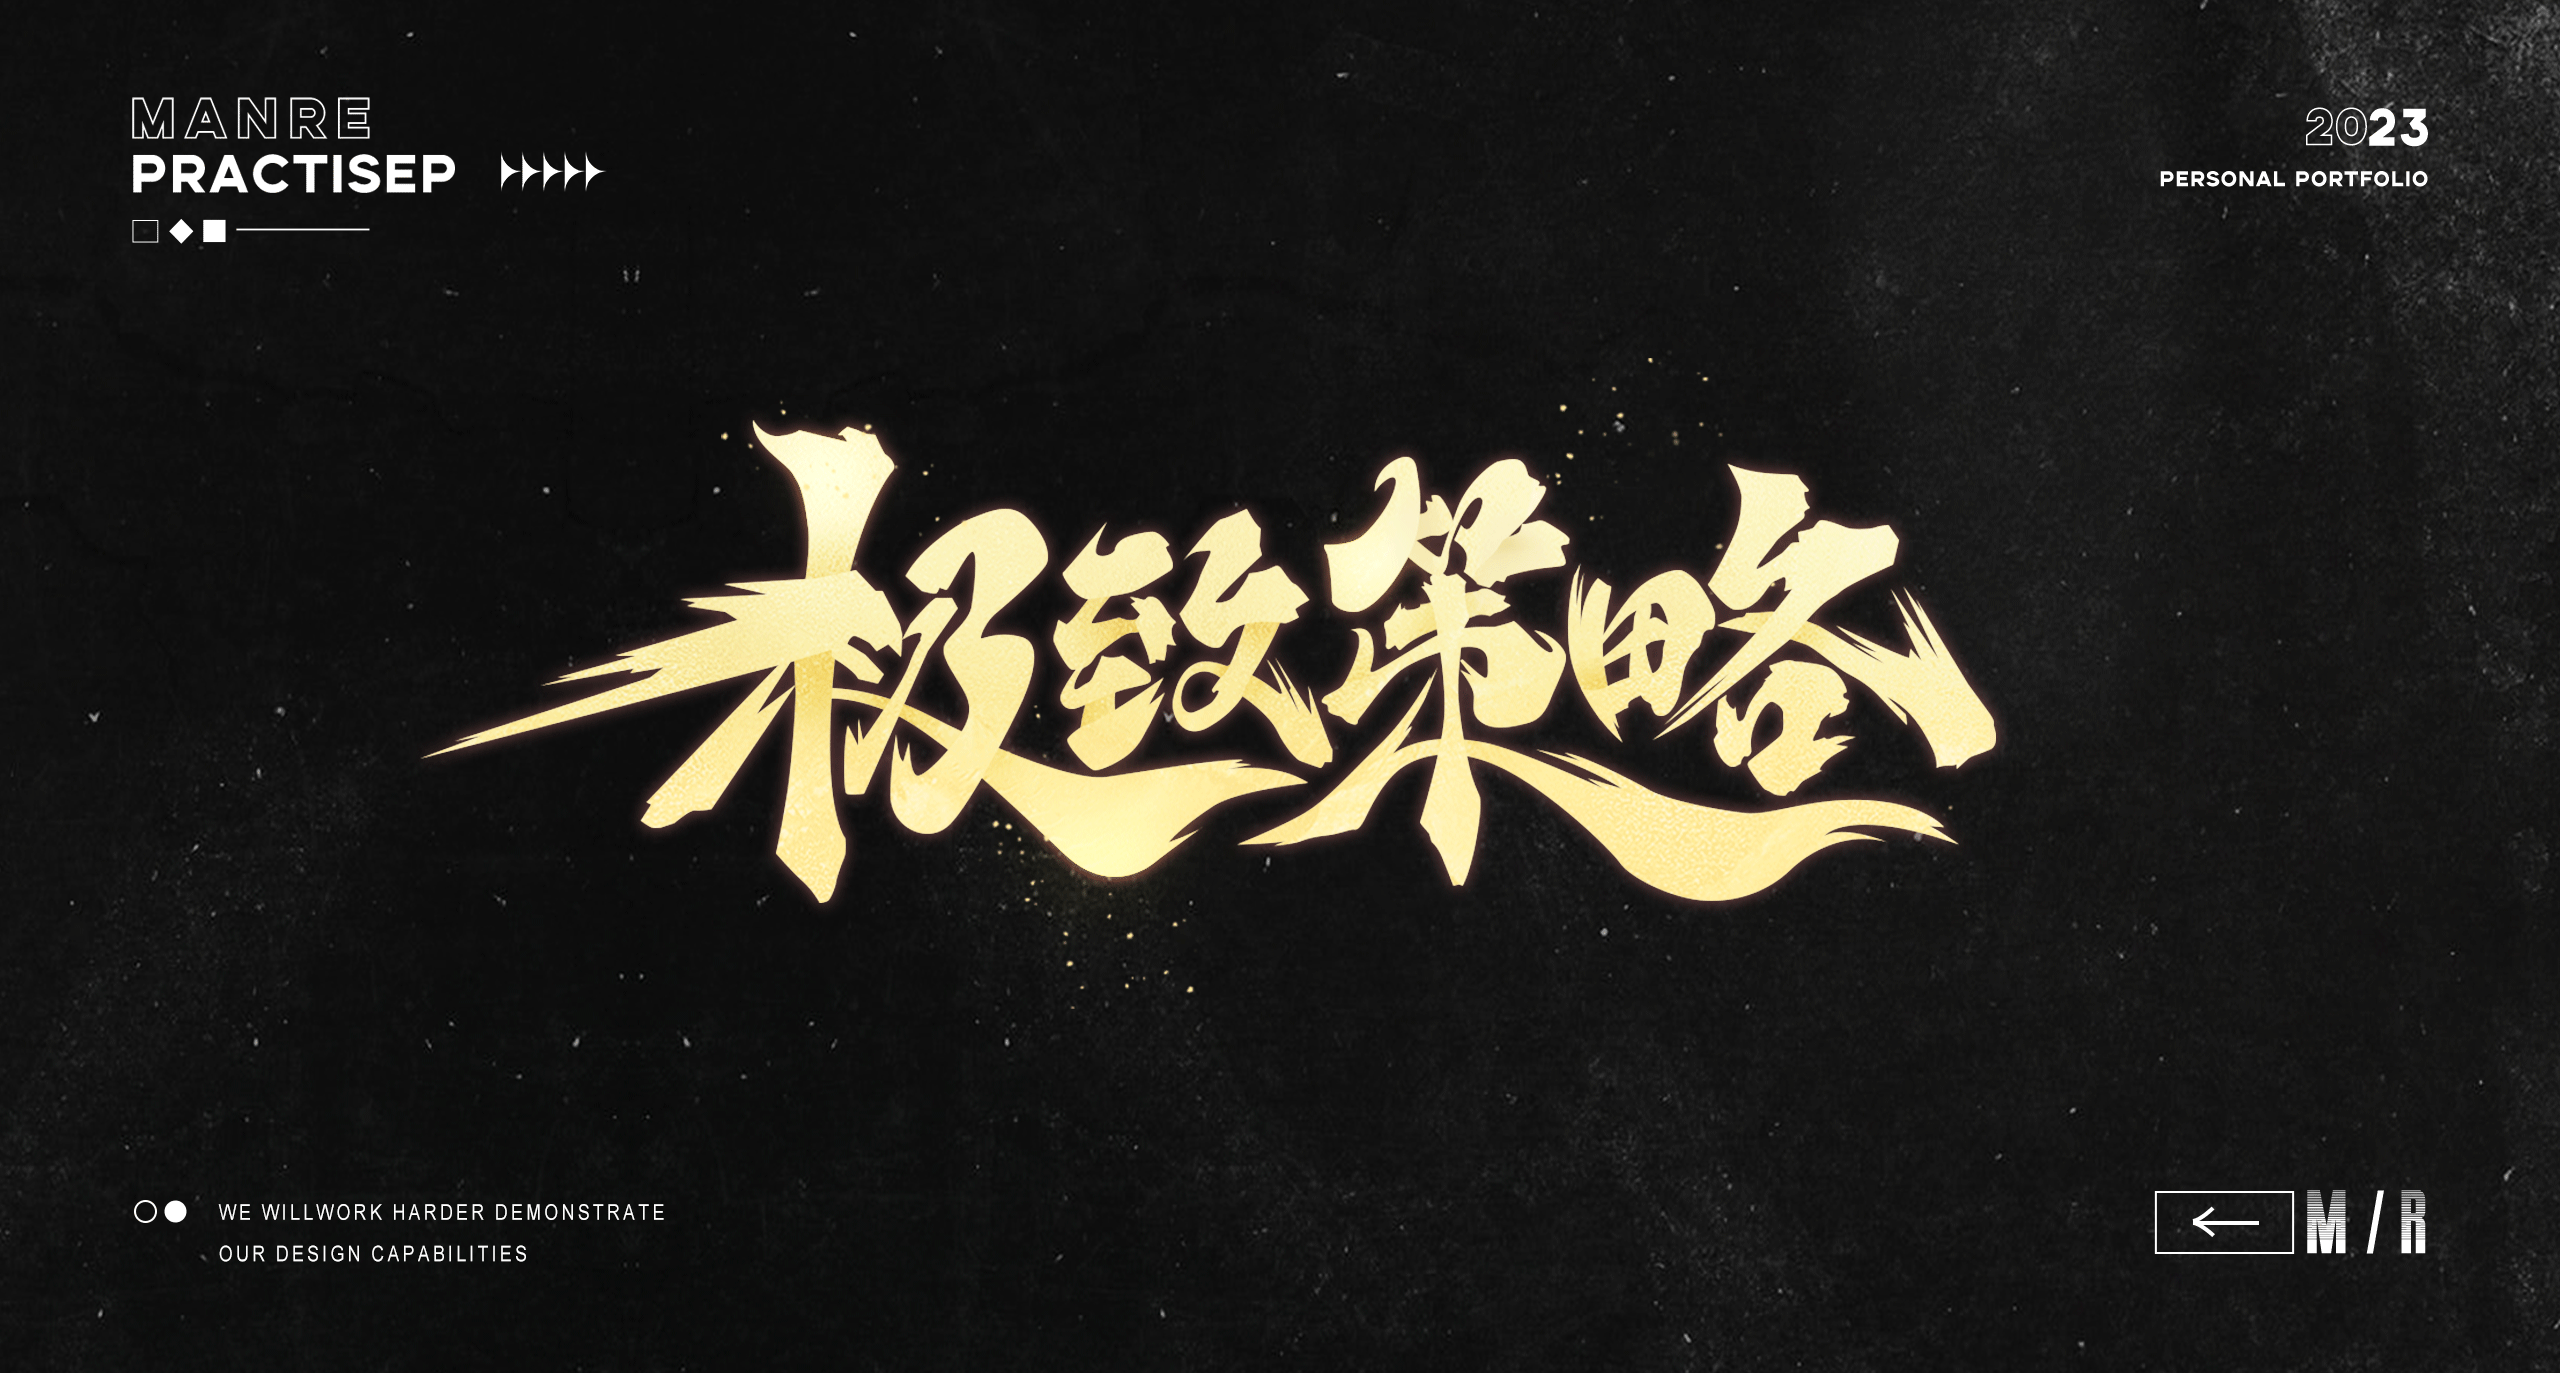 MANRE
PRACTISEP
2023
PERSONAL PORTFOLIO
极致策略
WE WILLWORK HARDER DEMONSTRATE
OUR DESIGN CAPABILITIES
M / R